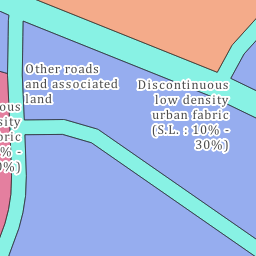 Other roads
and associated
land
Discontinuous
low density
urban fabric
(S.L. : 10% -
30%)